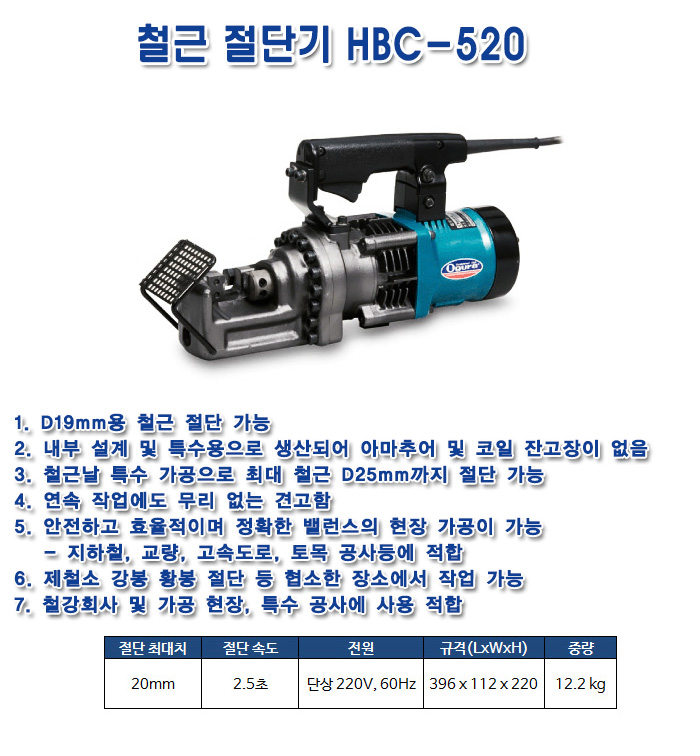 철근 절단기 HBC-520
Ogura
1. D19mm용 철근 절단 가능
2. 내부 설계 및 특수용으로 생산되어 아마추어 및 코일 잔고장이 없음
3. 철근날 특수 가공으로 최대 철근 D25mm까지 절단 가능
4. 연속 작업에도 무리 없는 견고함
5. 안전하고 효율적이며 정확한 밸런스의 현장 가공이 가능
- 지하철, 교량, 고속도로, 토목 공사등에 적합
6. 제철소 강봉 황봉 절단 등 협소한 장소에서 작업 가능
7. 철강회사 및 가공 현장, 특수 공사에 사용 적합
절단 최대치 절단 속도 전원 규격(LxWxH) 중량
20mm 2.5초 단상 220V, 60Hz 396 x 112 x 220 12.2 kg